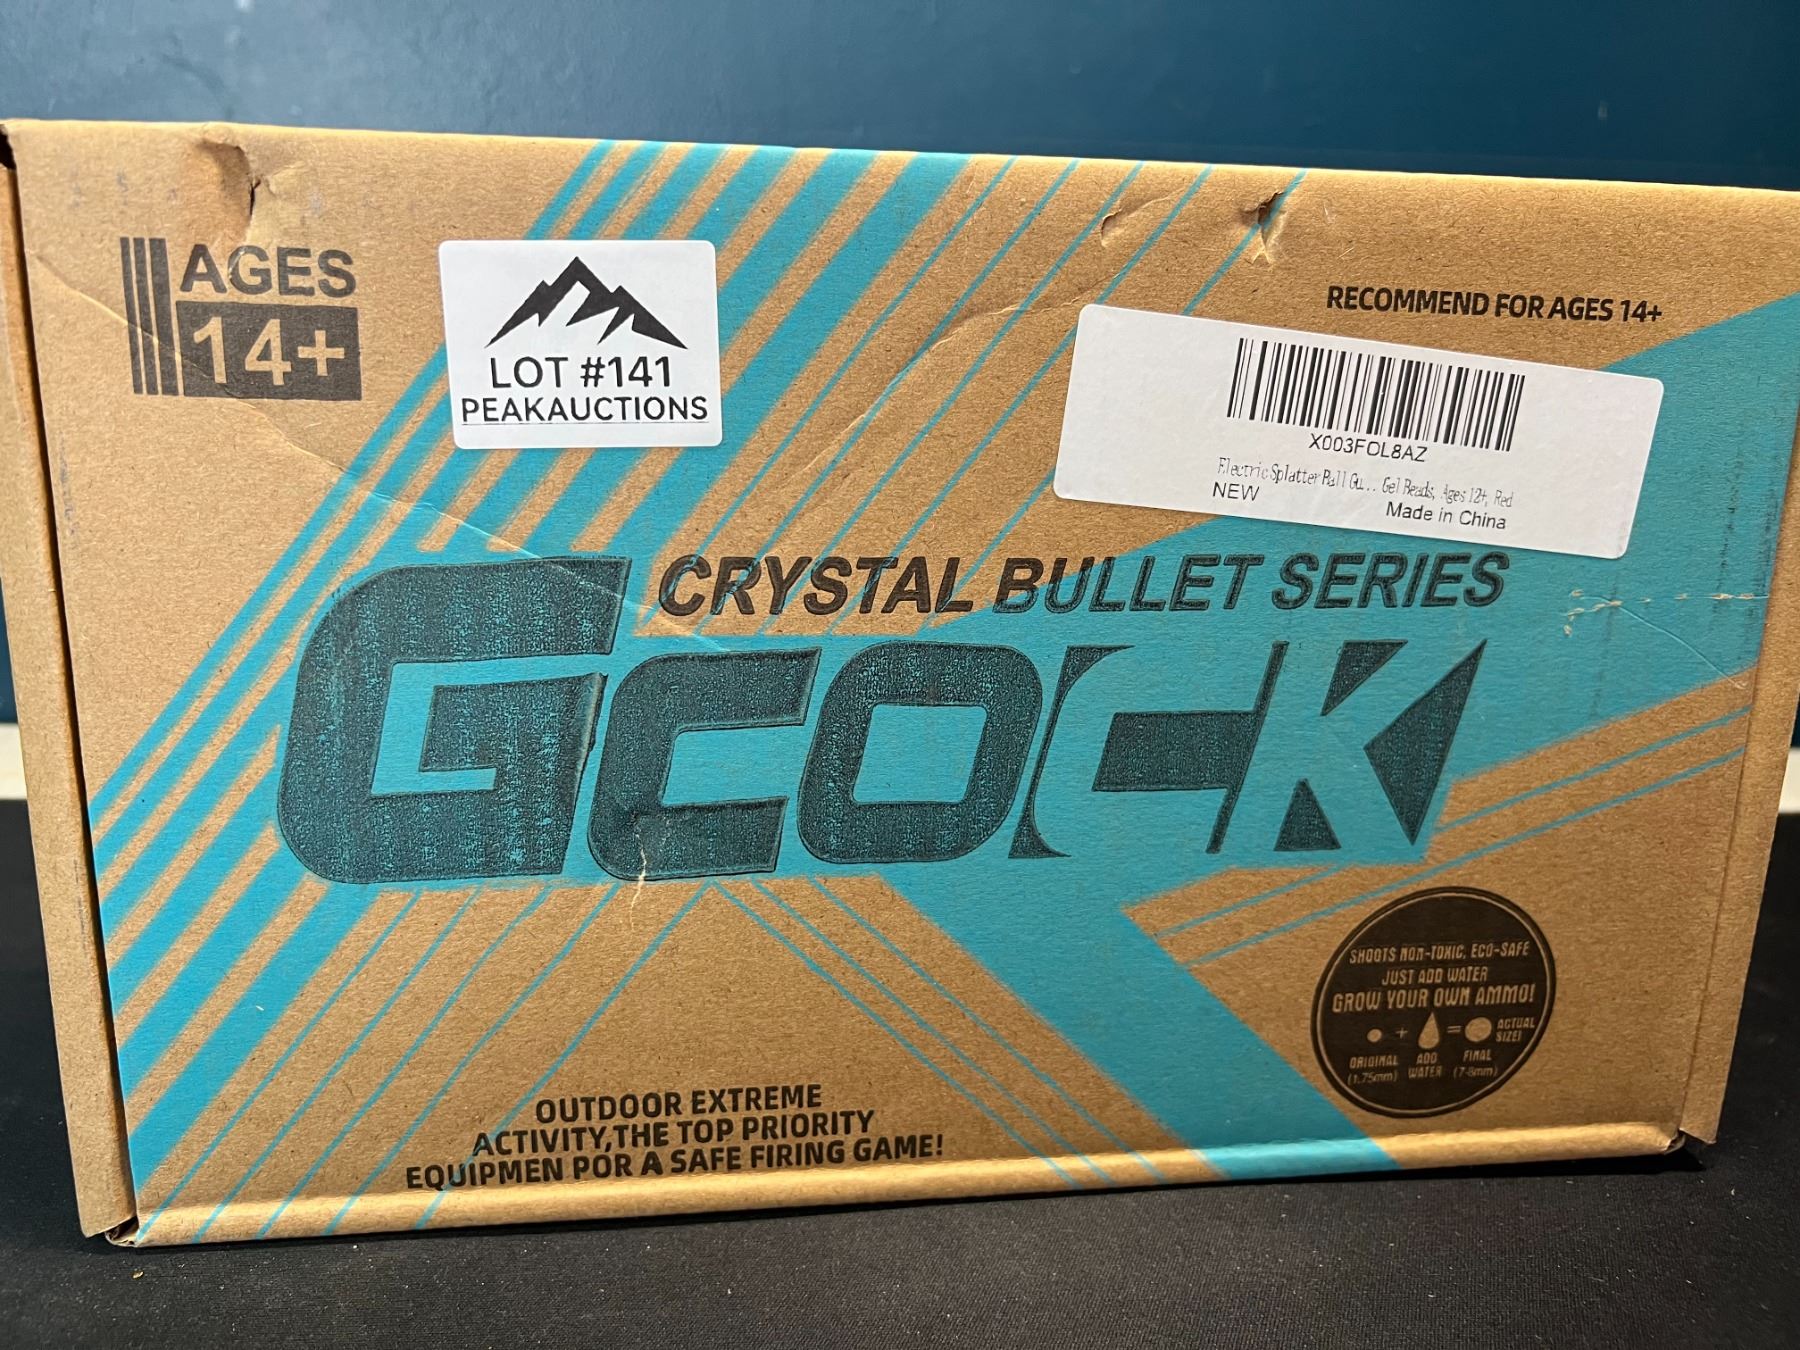 AGES
14+
LOT #141
PEAKAUCTIONS
RECOMMEND FOR AGES 14+
X003FOL8AZ
Electric Splatter Ball Gu... Gel Beads, Ages 12+, Red
NEW
Made in China
CRYSTAL BULLET SERIES
GCOCK
SHOOTS NON-TOXIC, ECO-SAFE
JUST ADD WATER
GROW YOUR OWN AMMO!
+ = ACTUAL
SIZE!
ORIGINAL ADD FINAL
(1.75mm) WATER (7-8mm)
OUTDOOR EXTREME
ACTIVITY,THE TOP PRIORITY
EQUIPMEN POR A SAFE FIRING GAME!